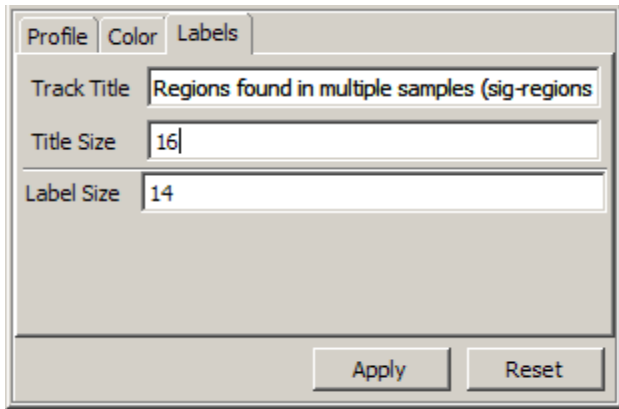 Profile Color Labels
Track Title Regions found in multiple samples (sig-regions
Title Size 16
Label Size 14
Apply Reset